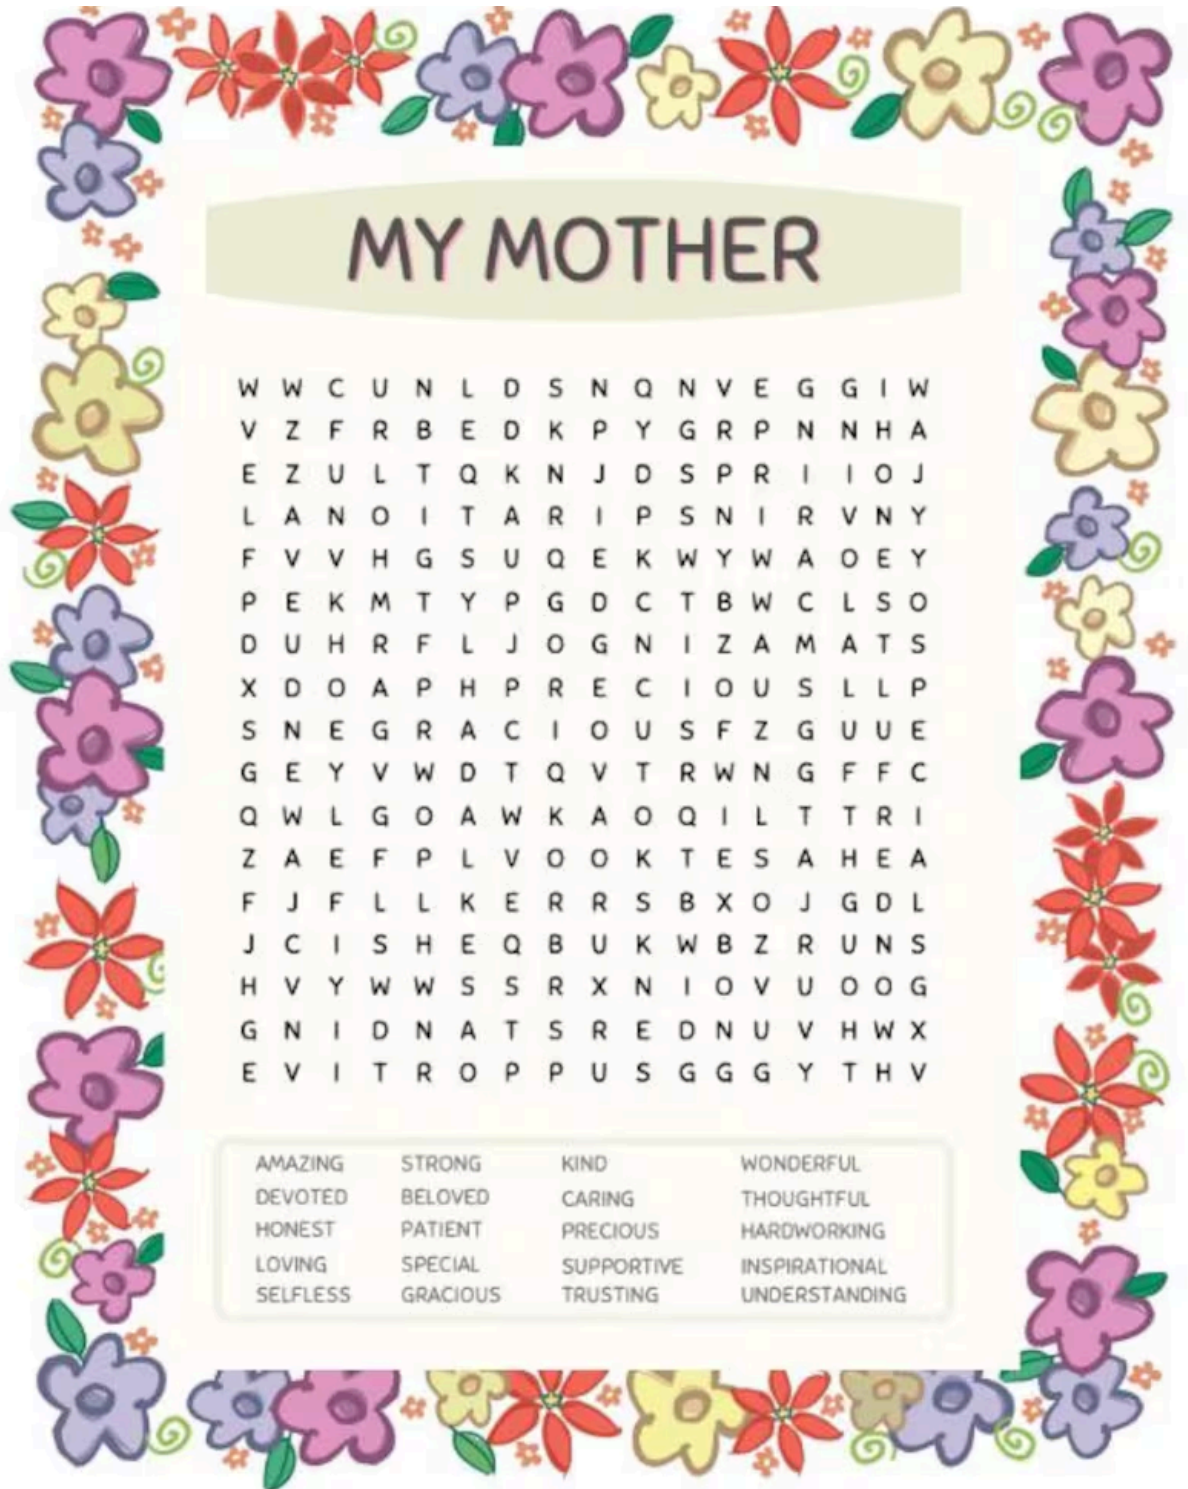 MY MOTHER
W W C U N L D S N Q N V E G G I W
V Z F R B E D K P Y G R P N N H A
E Z U L T Q K N J D S P R I I O J
L A N O I T A R I P S N I R V N Y
F V V H G S U Q E K W Y W A O E Y
P E K M T Y P G D C T B W C L S O
D U H R F L J O G N I Z A M A T S
X D O A P H P R E C I O U S L L P
S N E G R A C I O U S F Z G U U E
G E Y V W D T Q V T R W N G F F C
Q W L G O A W K A O Q I L T T R I
Z A E F P L V O O K T E S A H E A
F J F L L K E R R S B X O J G D L
J C I S H E Q B U K W B Z R U N S
H V Y W W S S R X N I O V U O O G
G N I D N A T S R E D N U V H W X
E V I T R O P P U S G G G Y T H V
AMAZING STRONG KIND WONDERFUL
DEVOTED BELOVED CARING THOUGHTFUL
HONEST PATIENT PRECIOUS HARDWORKING
LOVING SPECIAL SUPPORTIVE INSPIRATIONAL
SELFLESS GRACIOUS TRUSTING UNDERSTANDING